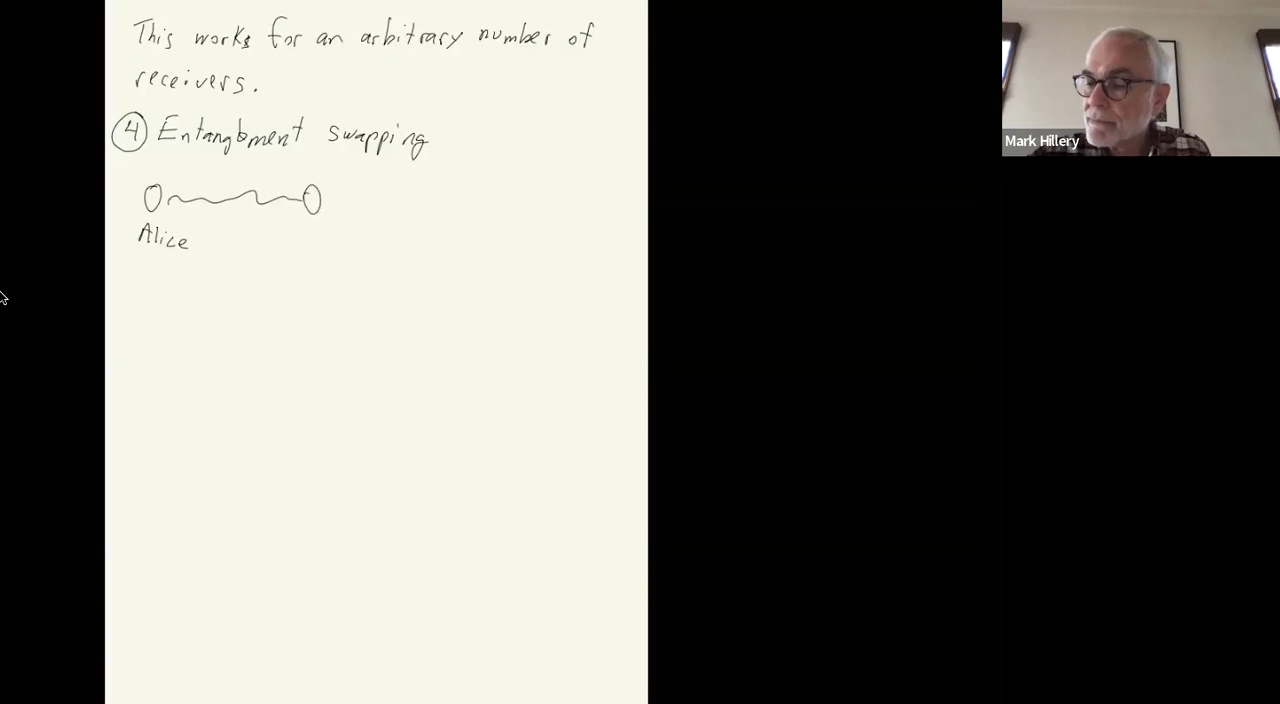 This works for an arbitrary number of
receivers.
④ Entanglement swapping
Alice
Mark Hillery